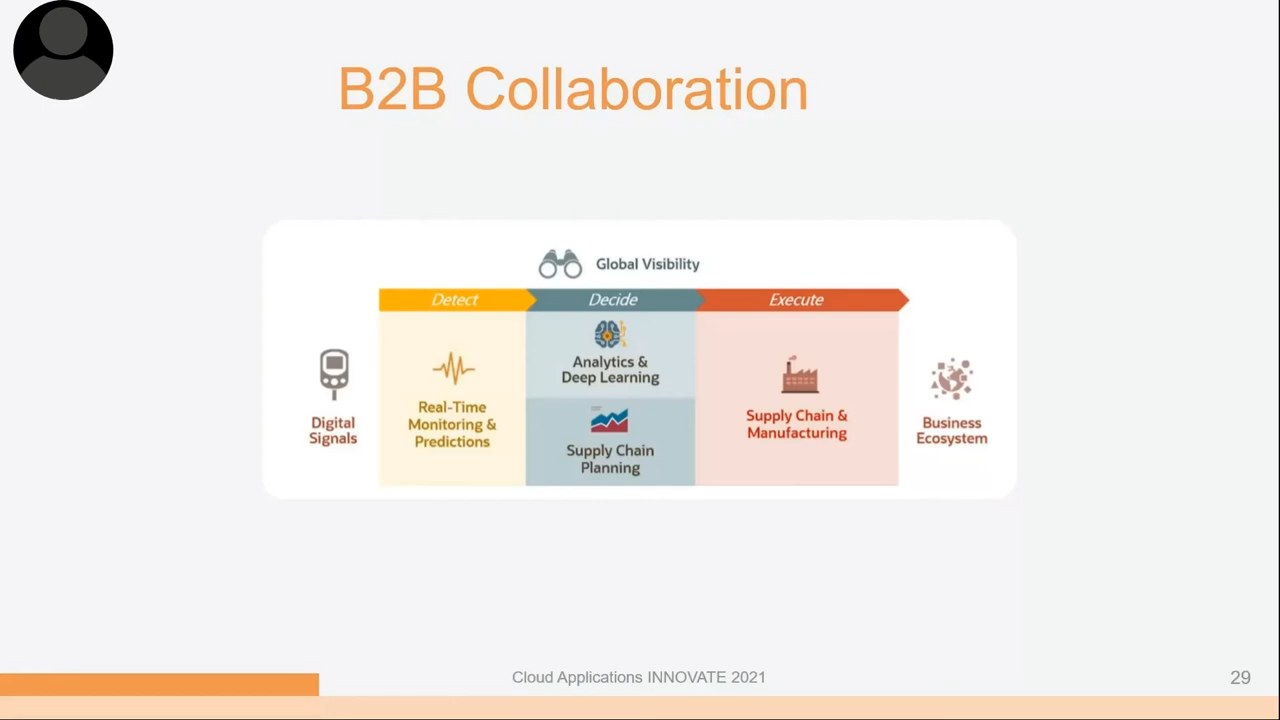 B2B Collaboration
Global Visibility
Detect
Decide
Execute
Digital
Signals
Real-Time
Monitoring &
Predictions
Analytics &
Deep Learning
Supply Chain
Planning
Supply Chain &
Manufacturing
Business
Ecosystem
Cloud Applications INNOVATE 2021
29